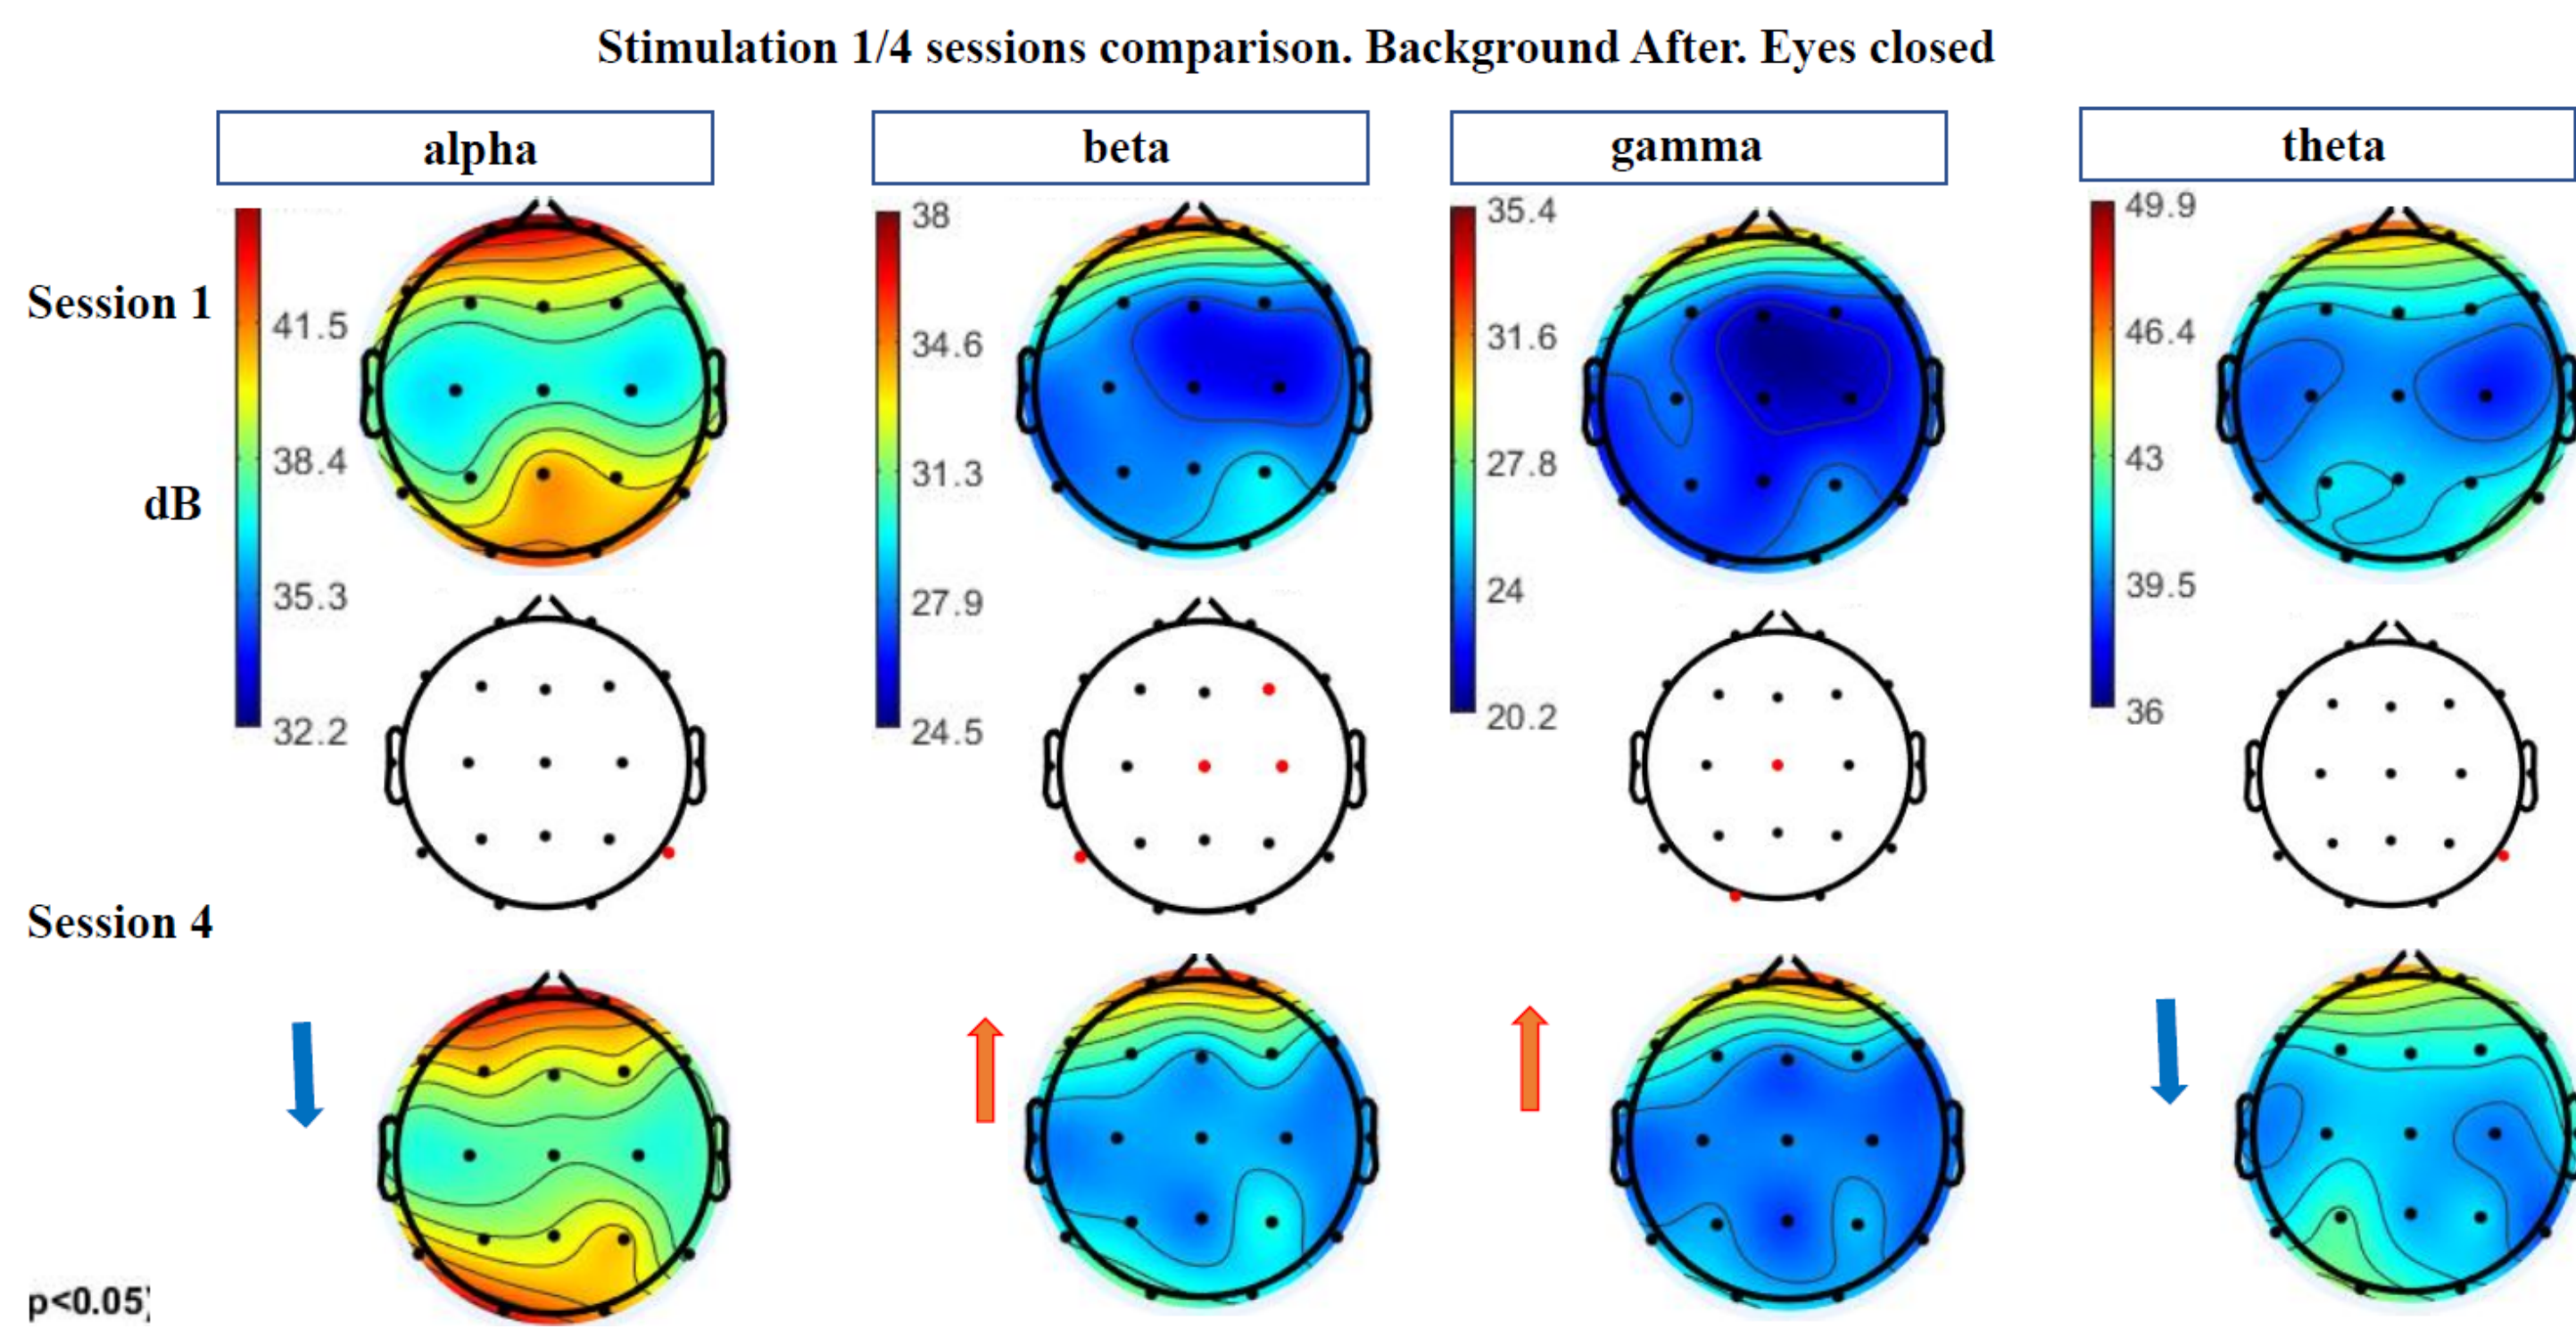 Stimulation 1/4 sessions comparison. Background After. Eyes closed
alpha
beta
gamma
theta
Session 1
dB
41.5
38.4
35.3
32.2
38
34.6
31.3
27.9
24.5
35.4
31.6
27.8
24
20.2
49.9
46.4
43
39.5
36
Session 4
p<0.05)